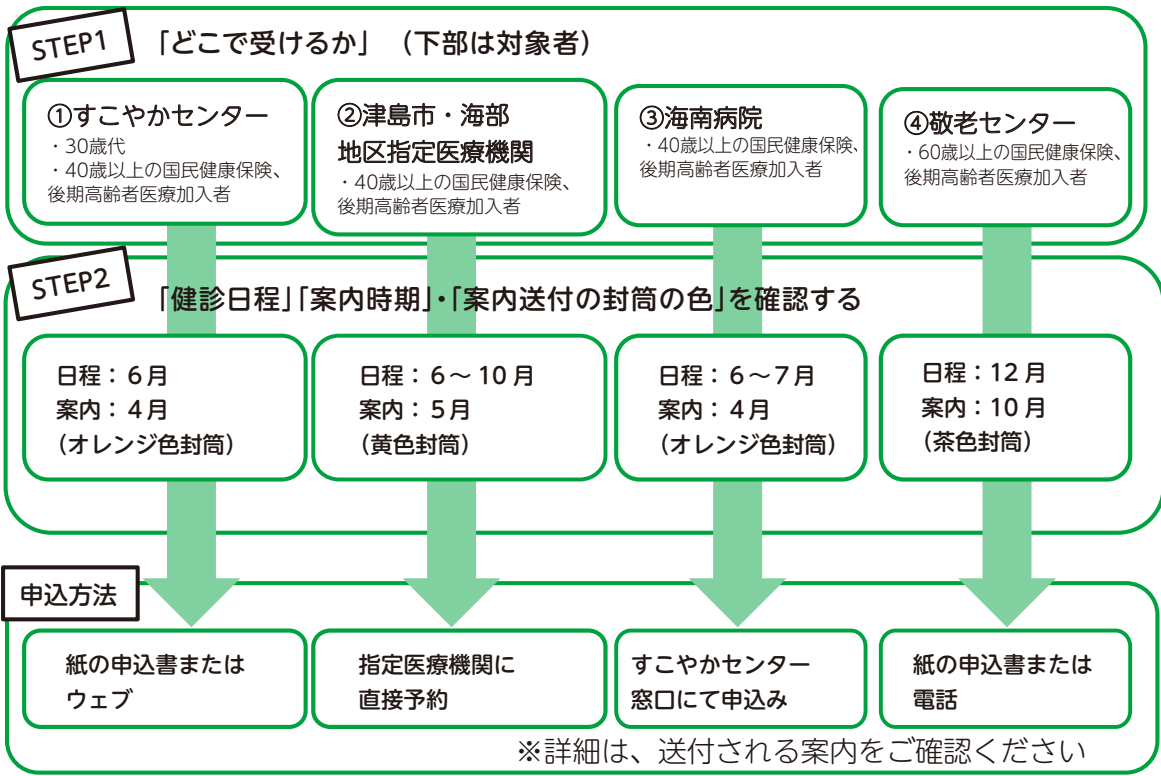 STEP1
「どこで受けるか」（下部は対象者）
①すこやかセンター
・30歳代
・40歳以上の国民健康保険、
後期高齢者医療加入者
②津島市・海部
地区指定医療機関
・40歳以上の国民健康保険、
後期高齢者医療加入者
③海南病院
・40歳以上の国民健康保険、
後期高齢者医療加入者
④敬老センター
・60歳以上の国民健康保険、
後期高齢者医療加入者
STEP2
「健診日程」「案内時期」・「案内送付の封筒の色」を確認する
日程：6月
案内：4月
（オレンジ色封筒）
日程：6～10月
案内：5月
（黄色封筒）
日程：6～7月
案内：4月
（オレンジ色封筒）
日程：12月
案内：10月
（茶色封筒）
申込方法
紙の申込書または
ウェブ
指定医療機関に
直接予約
すこやかセンター
窓口にて申込み
紙の申込書または
電話
※詳細は、送付される案内をご確認ください